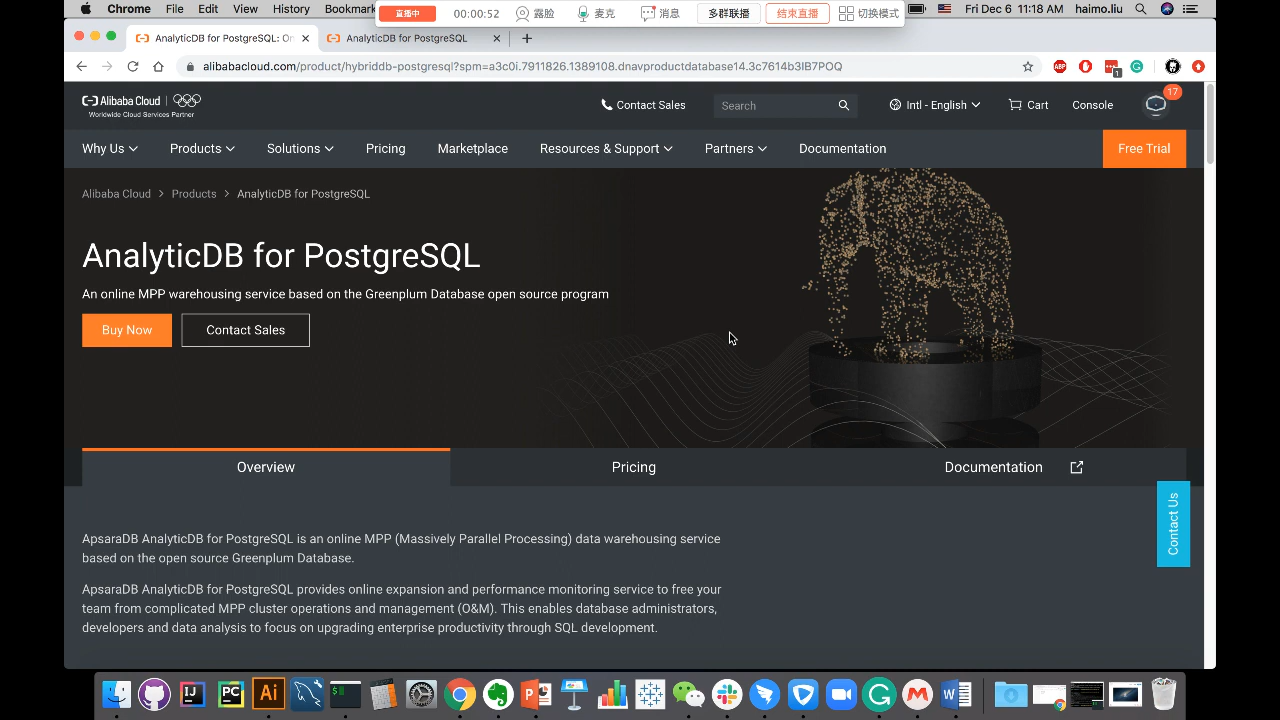 Chrome File Edit View History Bookmar
直播中 00:00:52 露脸 麦克 消息 多群联播 结束直播 切换模式
Fri Dec 6 11:18 AM haimo.liu
AnalyticDB for PostgreSQL: On
AnalyticDB for PostgreSQL
alibabacloud.com/product/hybriddb-postgresql?spm=a3c0i.7911826.1389108.dnavproductdatabase14.3c7614b3IB7POQ
ABP
1
Alibaba Cloud
Worldwide Cloud Services Partner
Contact Sales
Search
Intl - English
Cart
Console
17
Why Us
Products
Solutions
Pricing
Marketplace
Resources & Support
Partners
Documentation
Free Trial
Alibaba Cloud > Products > AnalyticDB for PostgreSQL
AnalyticDB for PostgreSQL
An online MPP warehousing service based on the Greenplum Database open source program
Buy Now
Contact Sales
Overview
Pricing
Documentation
Contact Us
ApsaraDB AnalyticDB for PostgreSQL is an online MPP (Massively Parallel Processing) data warehousing service
based on the open source Greenplum Database.
ApsaraDB AnalyticDB for PostgreSQL provides online expansion and performance monitoring service to free your
team from complicated MPP cluster operations and management (O&M). This enables database administrators,
developers and data analysis to focus on upgrading enterprise productivity through SQL development.
IJ
PC
Ai
$
P
G
M
W